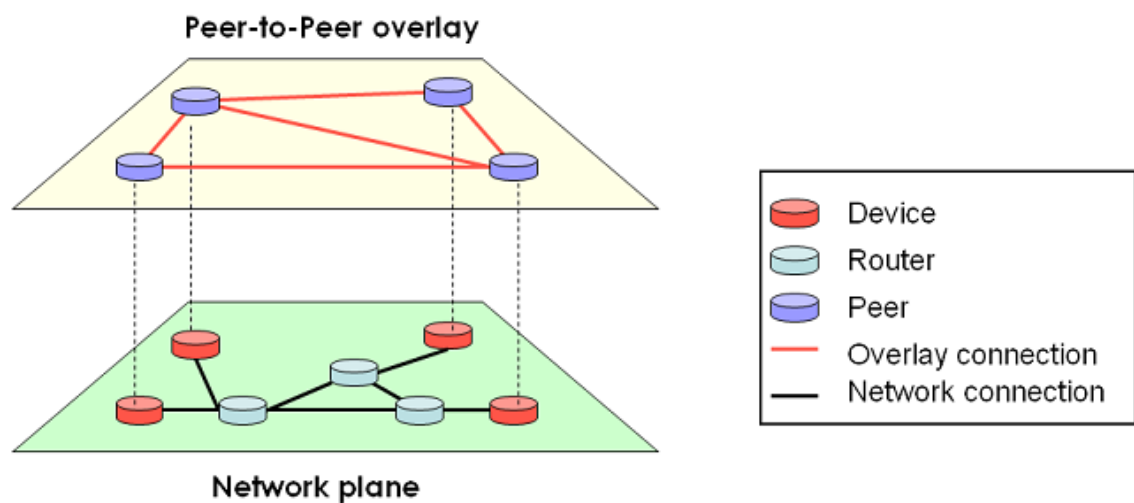 Peer-to-Peer overlay
Device
Router
Peer
Overlay connection
Network connection
Network plane